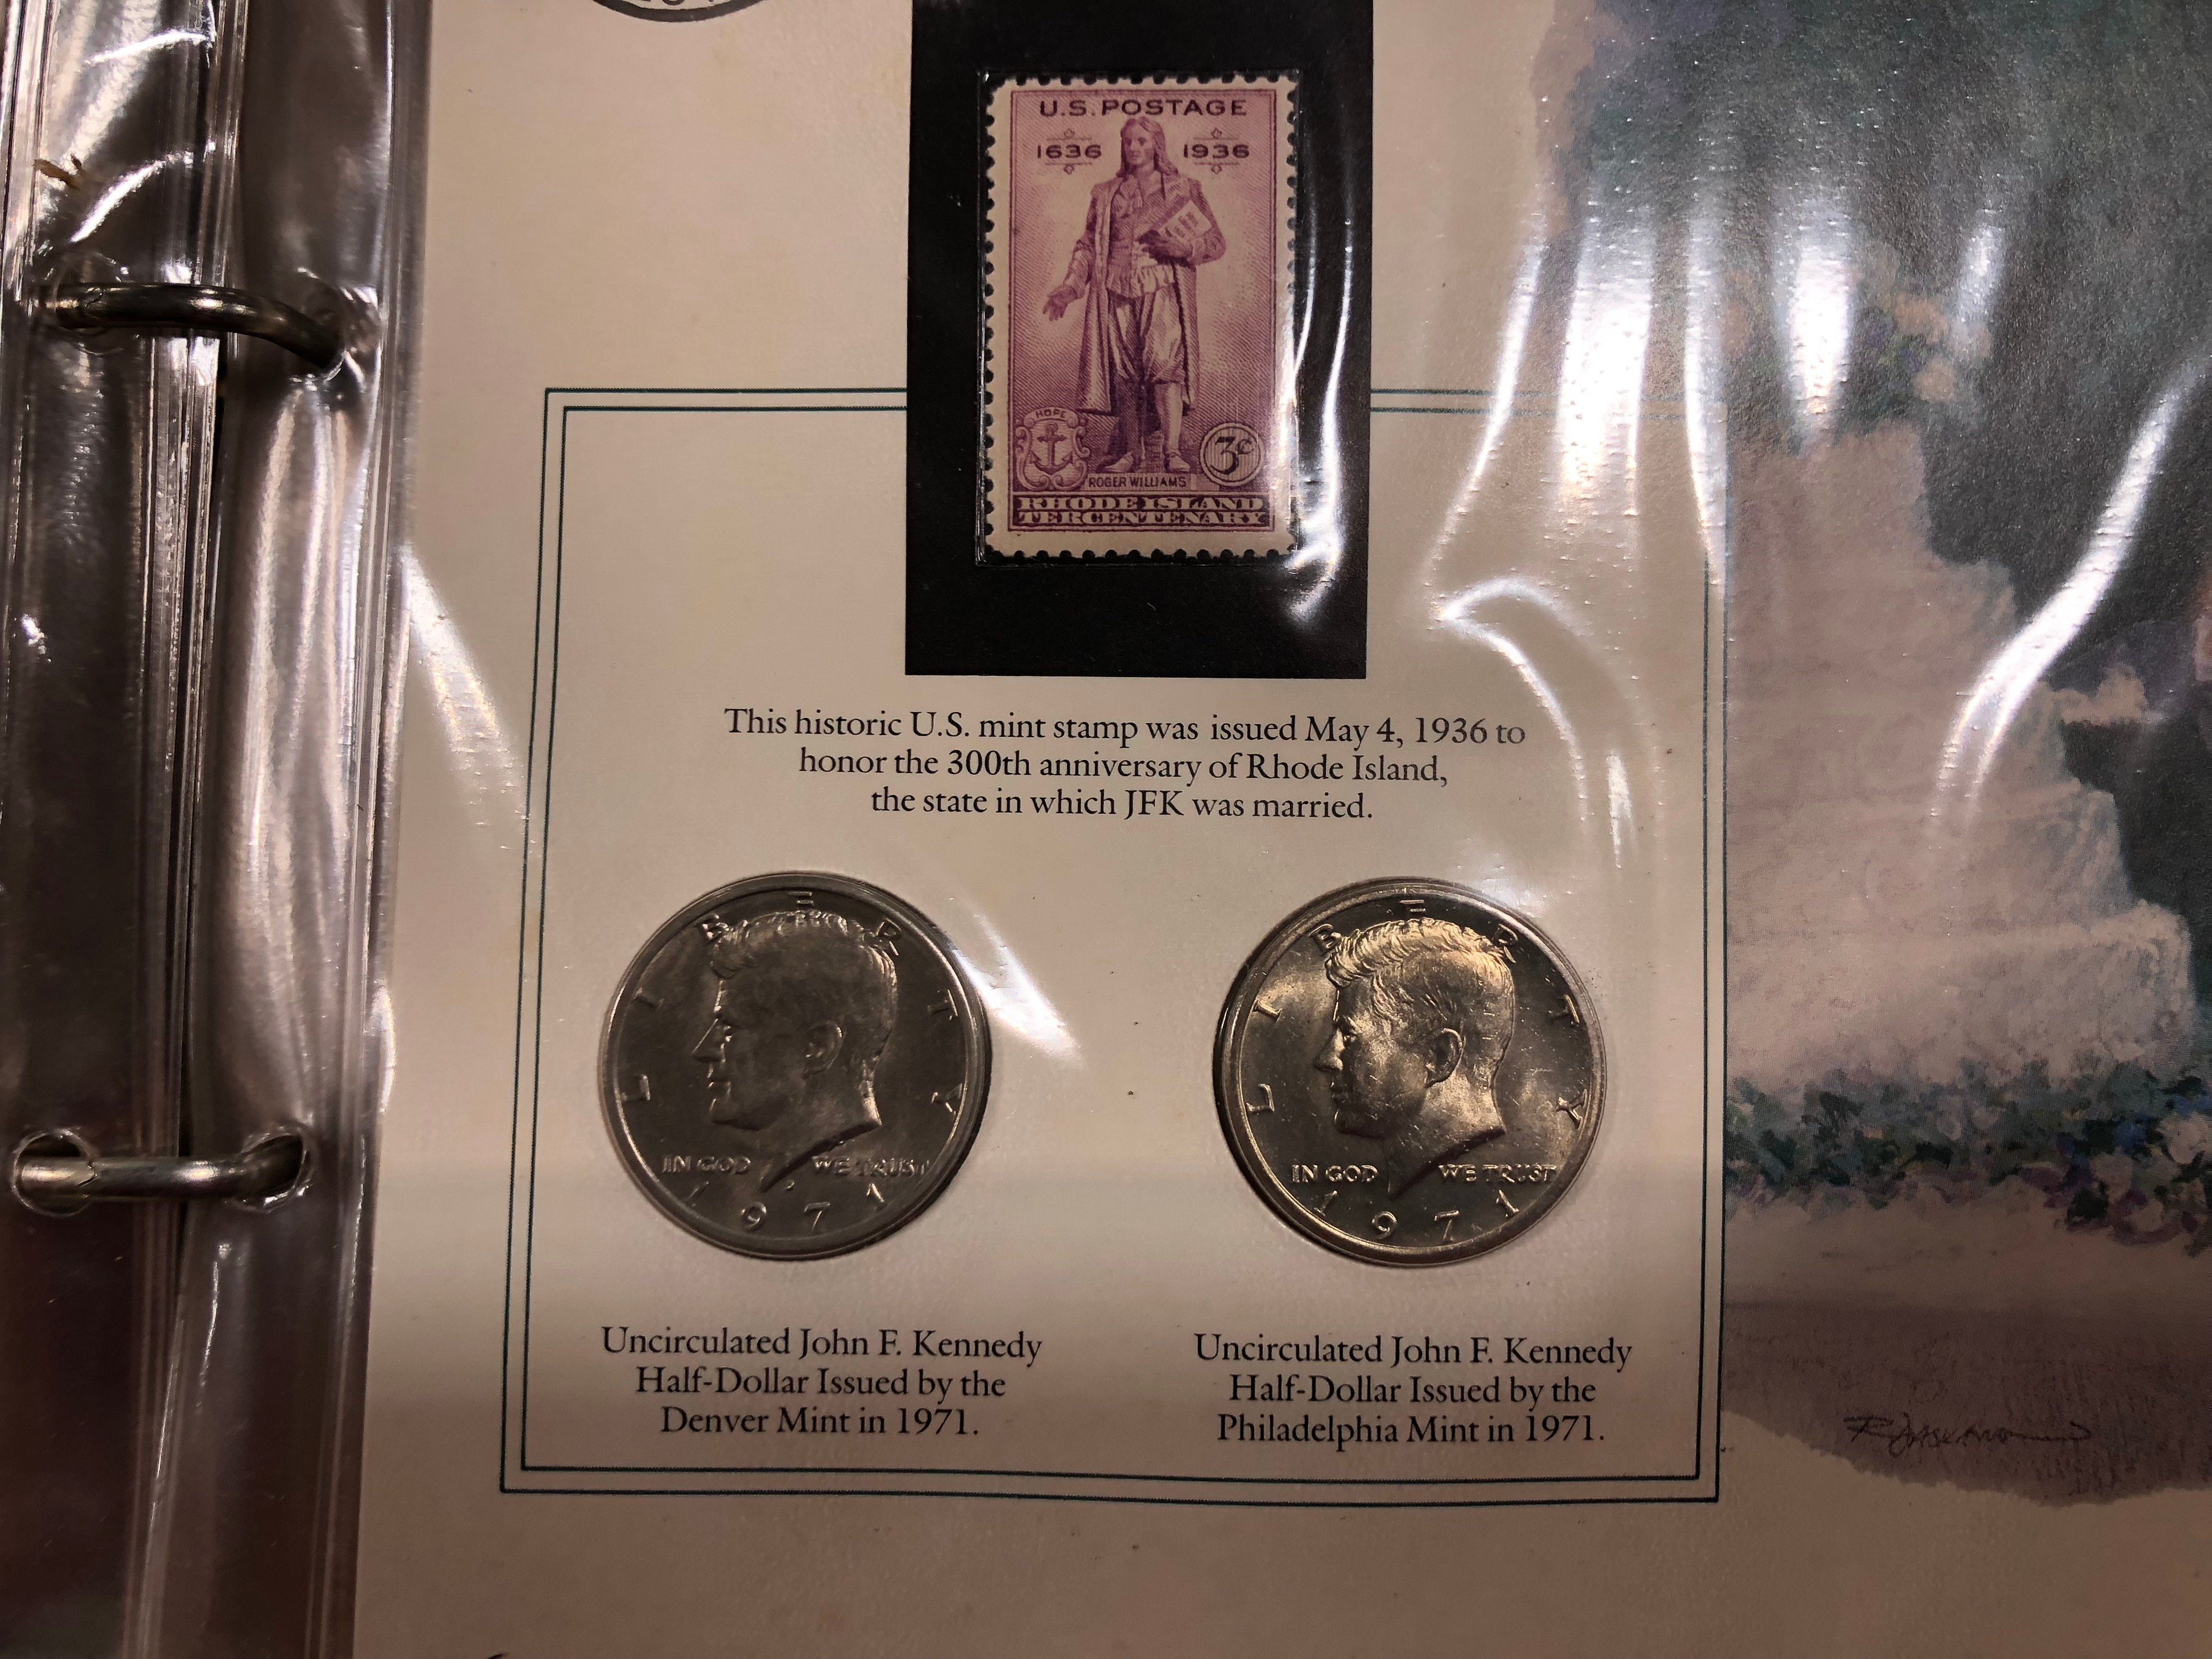 U.S. POSTAGE
1636 1936
HOPE
3¢
ROGER WILLIAMS
RHODE ISLAND
TERCENTENARY
This historic U.S. mint stamp was issued May 4, 1936 to
honor the 300th anniversary of Rhode Island,
the state in which JFK was married.
LIBERTY
IN GOD WE TRUST
1971
LIBERTY
IN GOD WE TRUST
1971
Uncirculated John F. Kennedy
Half-Dollar Issued by the
Denver Mint in 1971.
Uncirculated John F. Kennedy
Half-Dollar Issued by the
Philadelphia Mint in 1971.